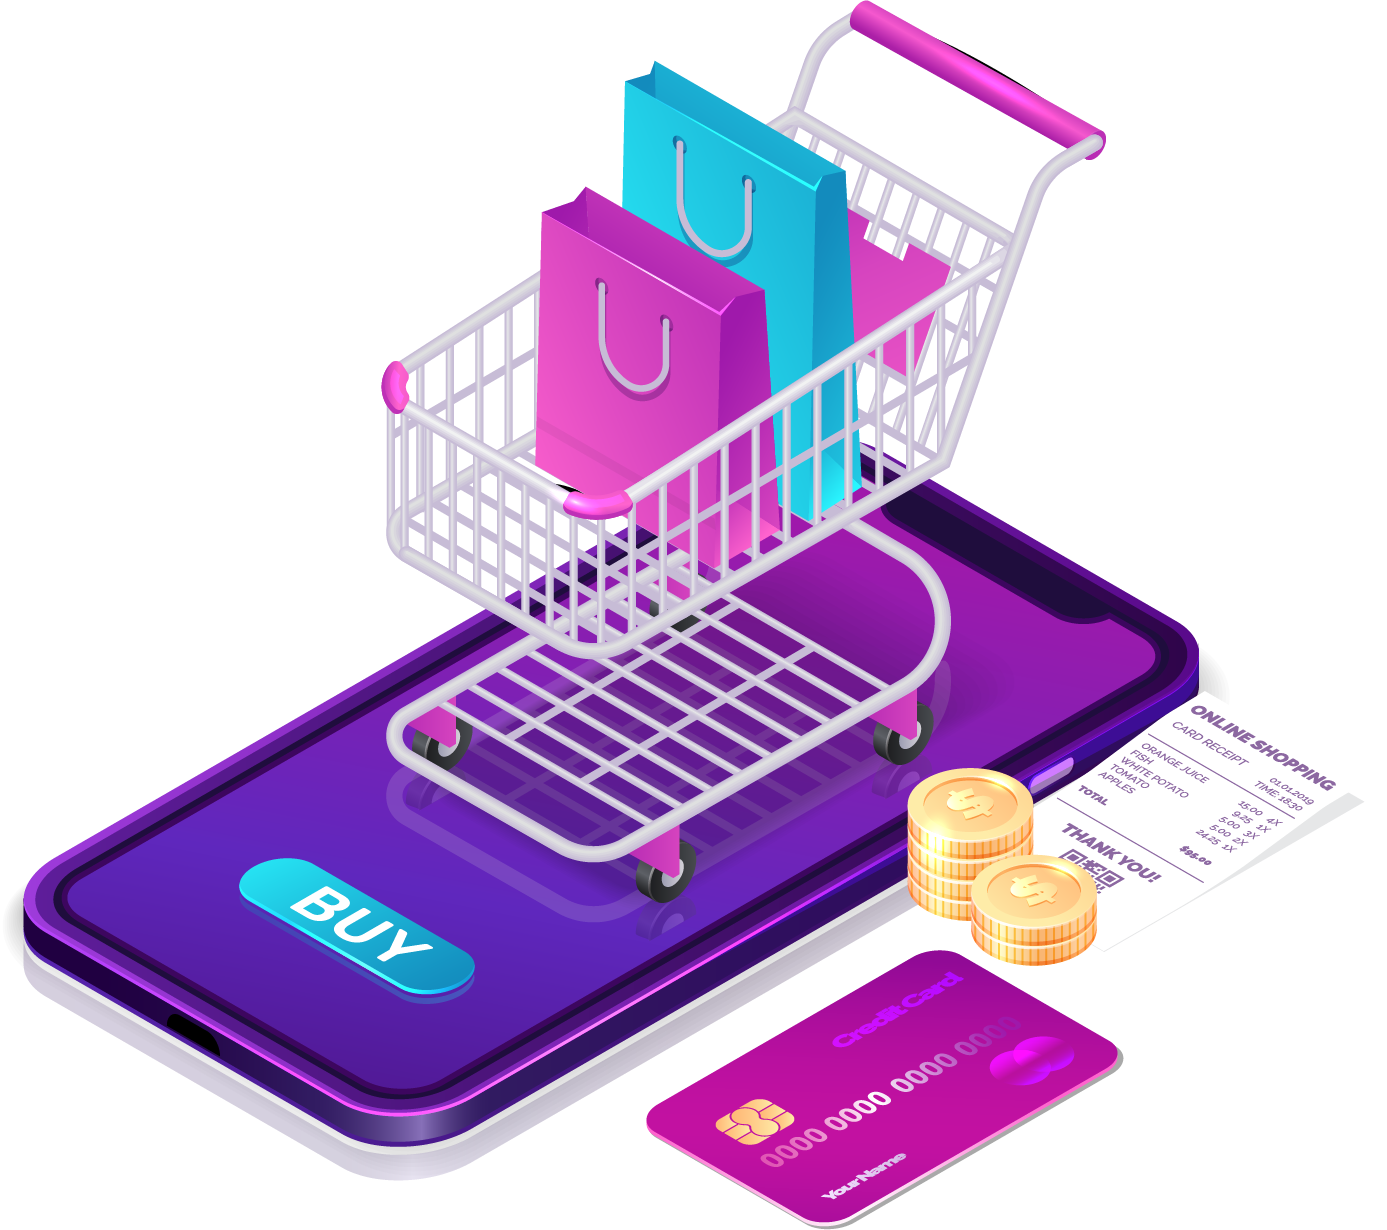 BUY
ONLINE SHOPPING
CARD RECEIPT
01.01.2019
TIME 18:30
ORANGE JUICE 15.00 4X
FISH 9.25 1X
WHITE POTATO 5.00 3X
TOMATO 5.00 2X
APPLES 24.25 1X
TOTAL $95.00
THANK YOU!
Credit Card
0000 0000 0000 0000
Your Name